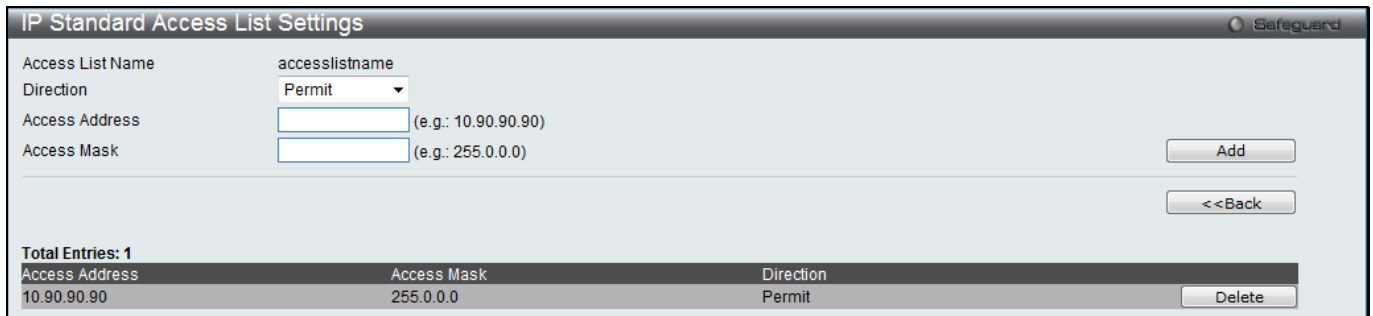 IP Standard Access List Settings Safeguard
Access List Name accesslistname
Direction Permit
Access Address (e.g.: 10.90.90.90)
Access Mask (e.g.: 255.0.0.0) Add
<<Back
Total Entries: 1
Access Address Access Mask Direction
10.90.90.90 255.0.0.0 Permit Delete